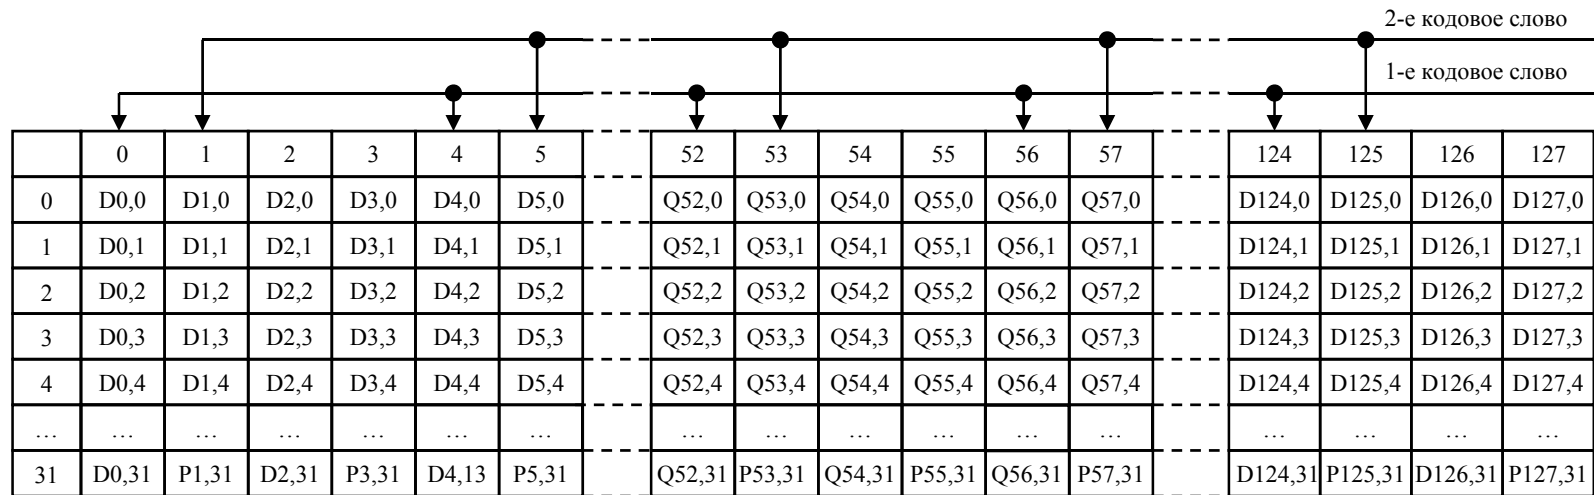 2-е кодовое слово
1-е кодовое слово
0 1 2 3 4 5 52 53 54 55 56 57 124 125 126 127
0 D0,0 D1,0 D2,0 D3,0 D4,0 D5,0 Q52,0 Q53,0 Q54,0 Q55,0 Q56,0 Q57,0 D124,0 D125,0 D126,0 D127,0
1 D0,1 D1,1 D2,1 D3,1 D4,1 D5,1 Q52,1 Q53,1 Q54,1 Q55,1 Q56,1 Q57,1 D124,1 D125,1 D126,1 D127,1
2 D0,2 D1,2 D2,2 D3,2 D4,2 D5,2 Q52,2 Q53,2 Q54,2 Q55,2 Q56,2 Q57,2 D124,2 D125,2 D126,2 D127,2
3 D0,3 D1,3 D2,3 D3,3 D4,3 D5,3 Q52,3 Q53,3 Q54,3 Q55,3 Q56,3 Q57,3 D124,3 D125,3 D126,3 D127,3
4 D0,4 D1,4 D2,4 D3,4 D4,4 D5,4 Q52,4 Q53,4 Q54,4 Q55,4 Q56,4 Q57,4 D124,4 D125,4 D126,4 D127,4
… … … … … … … … … … … … … … … … …
31 D0,31 P1,31 D2,31 P3,31 D4,13 P5,31 Q52,31 P53,31 Q54,31 P55,31 Q56,31 P57,31 D124,31 P125,31 D126,31 P127,31